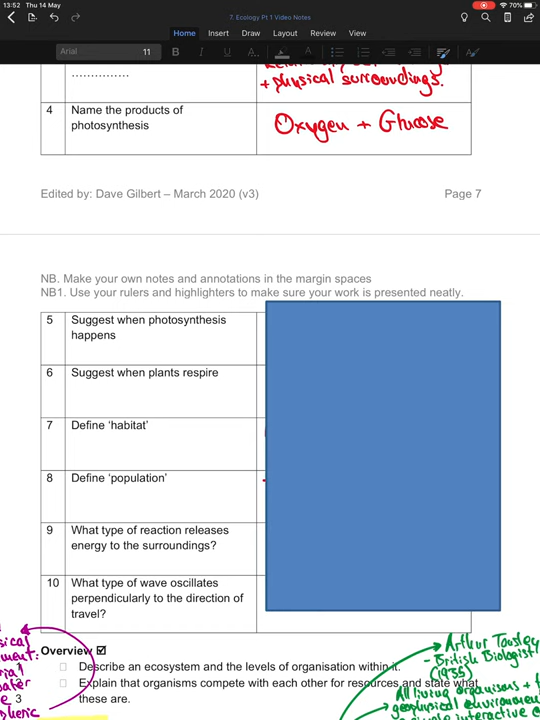 13:52 Thu 14 May
70%
7. Ecology Pt 1 Video Notes
Home Insert Draw Layout Review View
Arial 11 B I U A.. A
...............
+ physical surroundings.
4 Name the products of
photosynthesis
Oxygen + Glucose
Edited by: Dave Gilbert – March 2020 (v3) Page 7
NB. Make your own notes and annotations in the margin spaces
NB1. Use your rulers and highlighters to make sure your work is presented neatly.
5 Suggest when photosynthesis
happens
6 Suggest when plants respire
7 Define ‘habitat’
8 Define ‘population’
9 What type of reaction releases
energy to the surroundings?
10 What type of wave oscillates
perpendicularly to the direction of
travel?
Overview ☑
Describe an ecosystem and the levels of organisation within it.
Explain that organisms compete with each other for resources and state what
these are.
Arthur Tansley
- British Biologist
(1935)
All living organisms +
geophysical environment